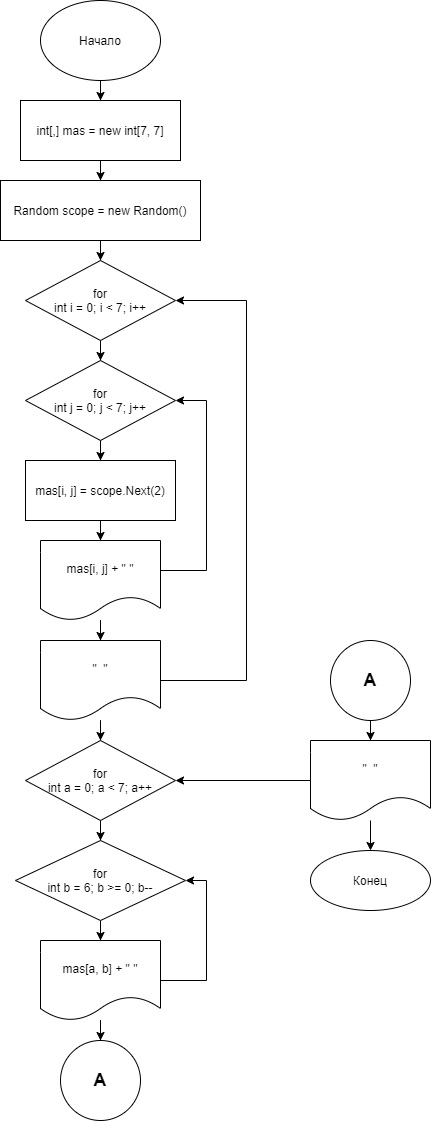 Начало
int[,] mas = new int[7, 7]
Random scope = new Random()
for
int i = 0; i < 7; i++
for
int j = 0; j < 7; j++
mas[i, j] = scope.Next(2)
mas[i, j] + " "
" "
for
int a = 0; a < 7; a++
for
int b = 6; b >= 0; b--
mas[a, b] + " "
A
A
" "
Конец